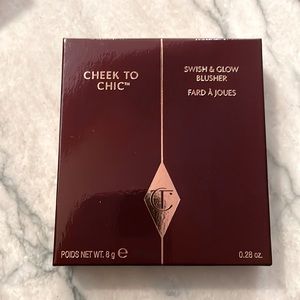 CHEEK TO
CHIC™
SWISH & GLOW
BLUSHER
FARD À JOUES
CT
POIDS NET WT. 8 g ℮
0.28 oz.